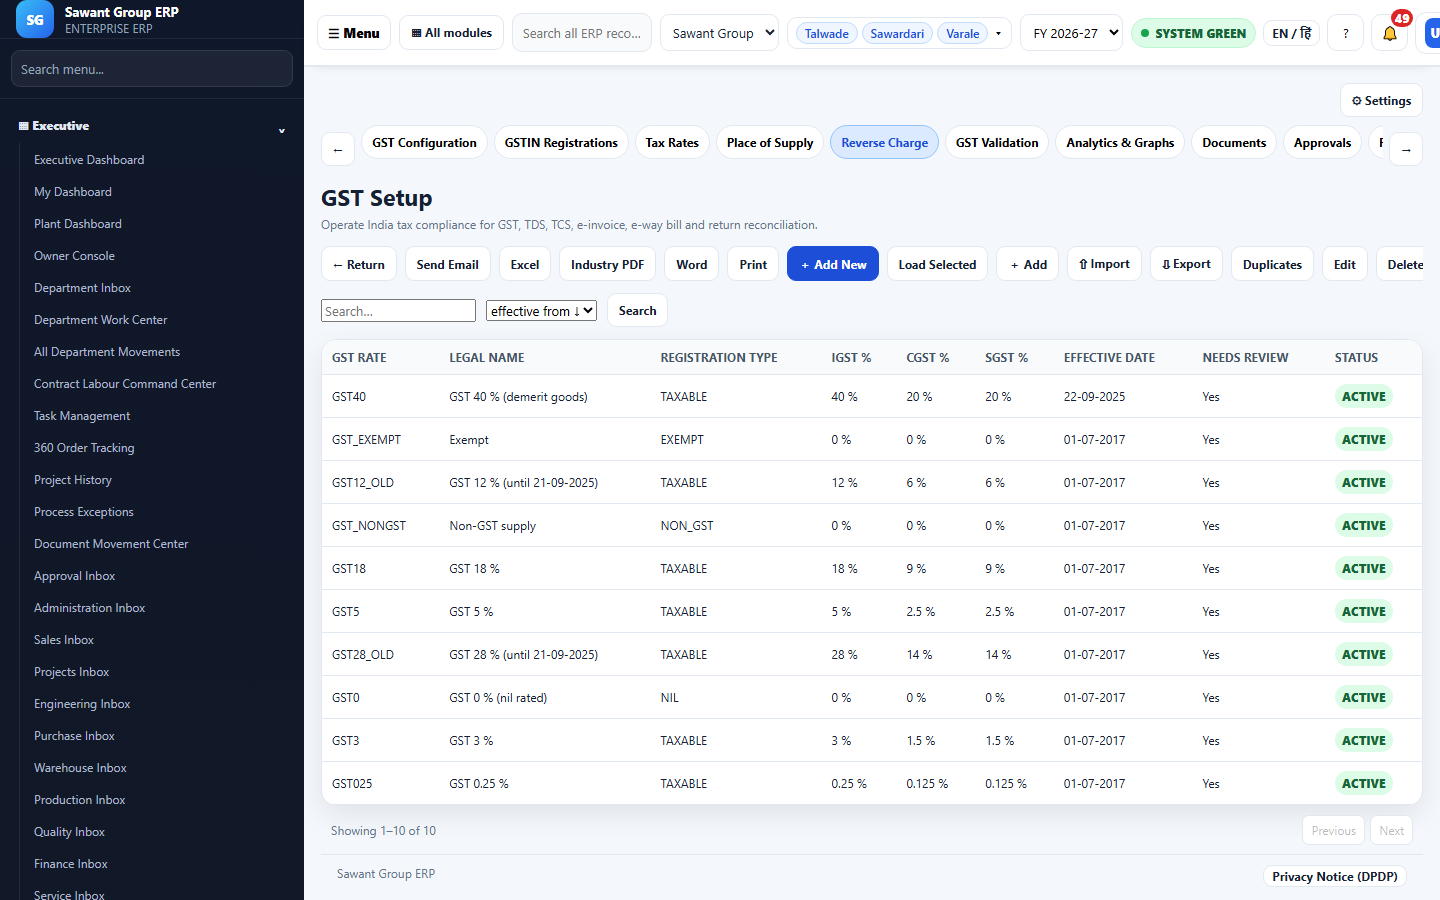 SG
Sawant Group ERP
ENTERPRISE ERP
Search menu...
Executive
Executive Dashboard
My Dashboard
Plant Dashboard
Owner Console
Department Inbox
Department Work Center
All Department Movements
Contract Labour Command Center
Task Management
360 Order Tracking
Project History
Process Exceptions
Document Movement Center
Approval Inbox
Administration Inbox
Sales Inbox
Projects Inbox
Engineering Inbox
Purchase Inbox
Warehouse Inbox
Production Inbox
Quality Inbox
Finance Inbox
Service Inbox
☰ Menu
All modules
Search all ERP reco...
Sawant Group
Talwade Sawardari Varale
FY 2026-27
SYSTEM GREEN
EN / हिं
?
49
U
⚙ Settings
←
GST Configuration
GSTIN Registrations
Tax Rates
Place of Supply
Reverse Charge
GST Validation
Analytics & Graphs
Documents
Approvals
→
GST Setup
Operate India tax compliance for GST, TDS, TCS, e-invoice, e-way bill and return reconciliation.
← Return
Send Email
Excel
Industry PDF
Word
Print
+ Add New
Load Selected
+ Add
⇧ Import
⇩ Export
Duplicates
Edit
Delete
Search...
effective from ↓
Search
GST RATE LEGAL NAME REGISTRATION TYPE IGST % CGST % SGST % EFFECTIVE DATE NEEDS REVIEW STATUS
GST40 GST 40 % (demerit goods) TAXABLE 40 % 20 % 20 % 22-09-2025 Yes ACTIVE
GST_EXEMPT Exempt EXEMPT 0 % 0 % 0 % 01-07-2017 Yes ACTIVE
GST12_OLD GST 12 % (until 21-09-2025) TAXABLE 12 % 6 % 6 % 01-07-2017 Yes ACTIVE
GST_NONGST Non-GST supply NON_GST 0 % 0 % 0 % 01-07-2017 Yes ACTIVE
GST18 GST 18 % TAXABLE 18 % 9 % 9 % 01-07-2017 Yes ACTIVE
GST5 GST 5 % TAXABLE 5 % 2.5 % 2.5 % 01-07-2017 Yes ACTIVE
GST28_OLD GST 28 % (until 21-09-2025) TAXABLE 28 % 14 % 14 % 01-07-2017 Yes ACTIVE
GST0 GST 0 % (nil rated) NIL 0 % 0 % 0 % 01-07-2017 Yes ACTIVE
GST3 GST 3 % TAXABLE 3 % 1.5 % 1.5 % 01-07-2017 Yes ACTIVE
GST025 GST 0.25 % TAXABLE 0.25 % 0.125 % 0.125 % 01-07-2017 Yes ACTIVE
Showing 1–10 of 10
Previous
Next
Sawant Group ERP
Privacy Notice (DPDP)